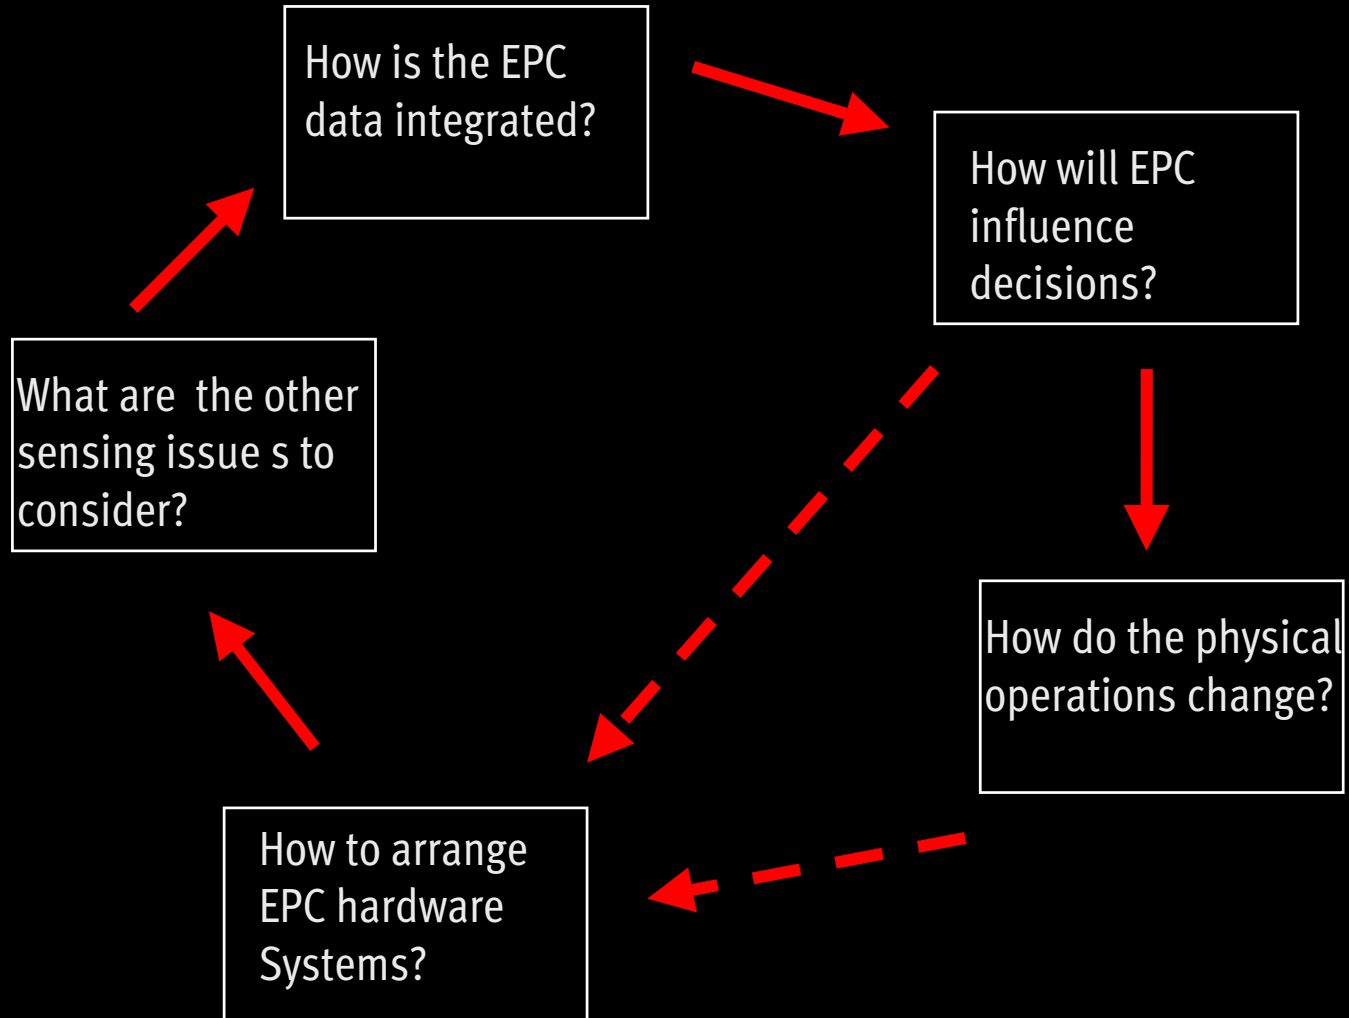 How is the EPC
data integrated?
How will EPC
influence
decisions?
What are  the other
sensing issue s to
consider?
How do the physical
operations change?
How to arrange
EPC hardware
Systems?